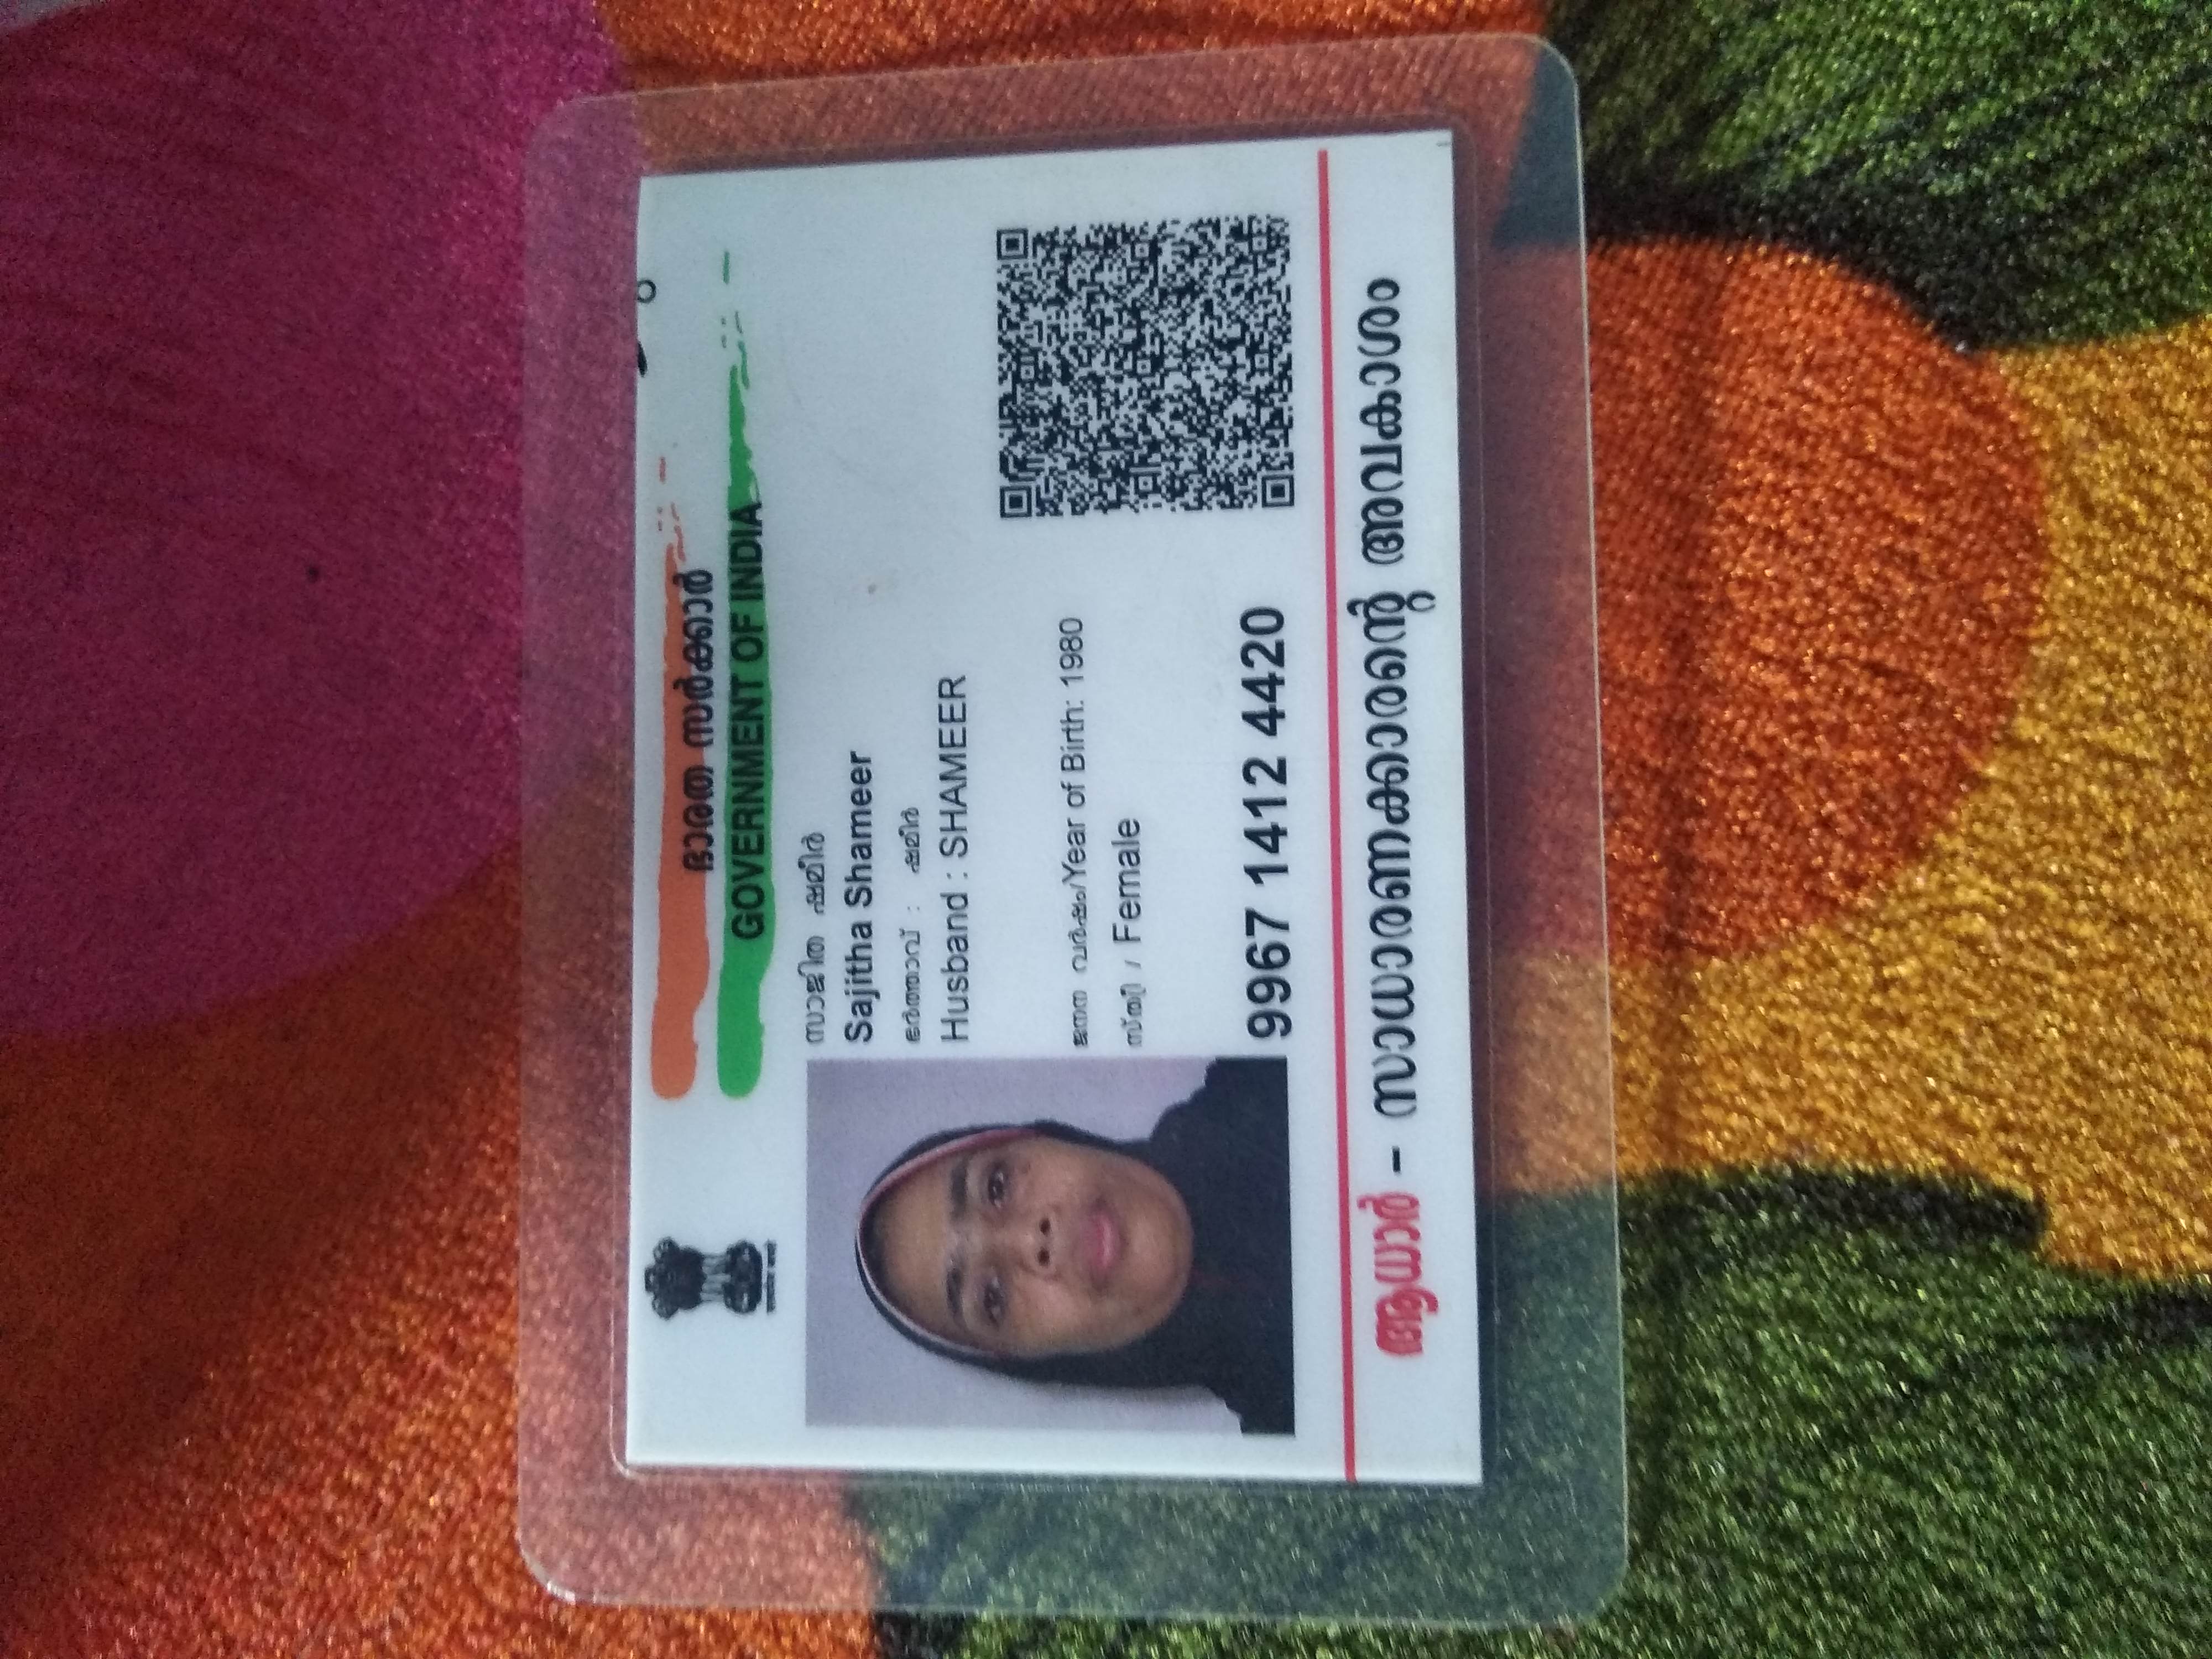 ഭാരത സർക്കാർ
GOVERNMENT OF INDIA
സാജിത ഷമീർ
Sajitha Shameer
ഭർത്താവ് : ഷമീർ
Husband : SHAMEER
ജനന വർഷം/Year of Birth: 1980
സ്ത്രീ / Female
9967 1412 4420
ആധാർ - സാധാരണക്കാരന്റെ അവകാശം